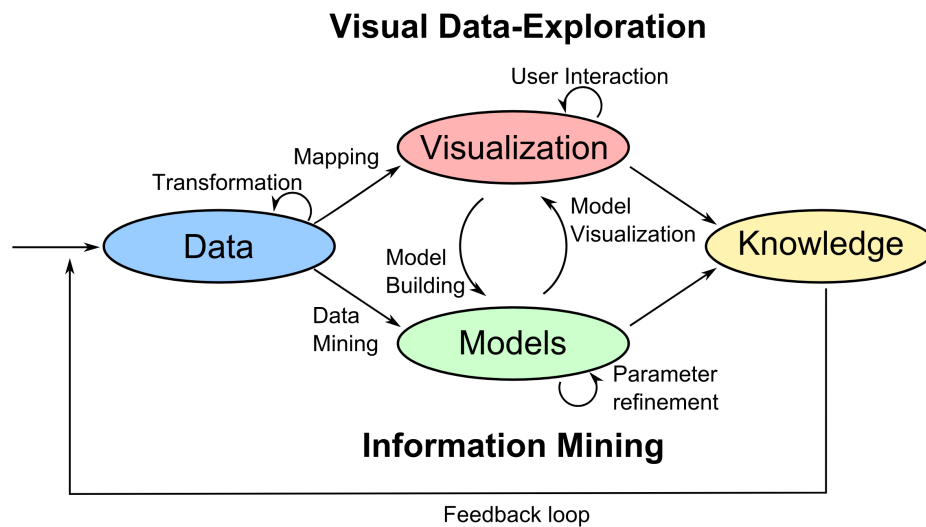 Visual Data-Exploration
User Interaction
Visualization
Mapping
Transformation
Data
Model
Visualization
Knowledge
Model
Building
Data
Mining
Models
Parameter
refinement
Information Mining
Feedback loop